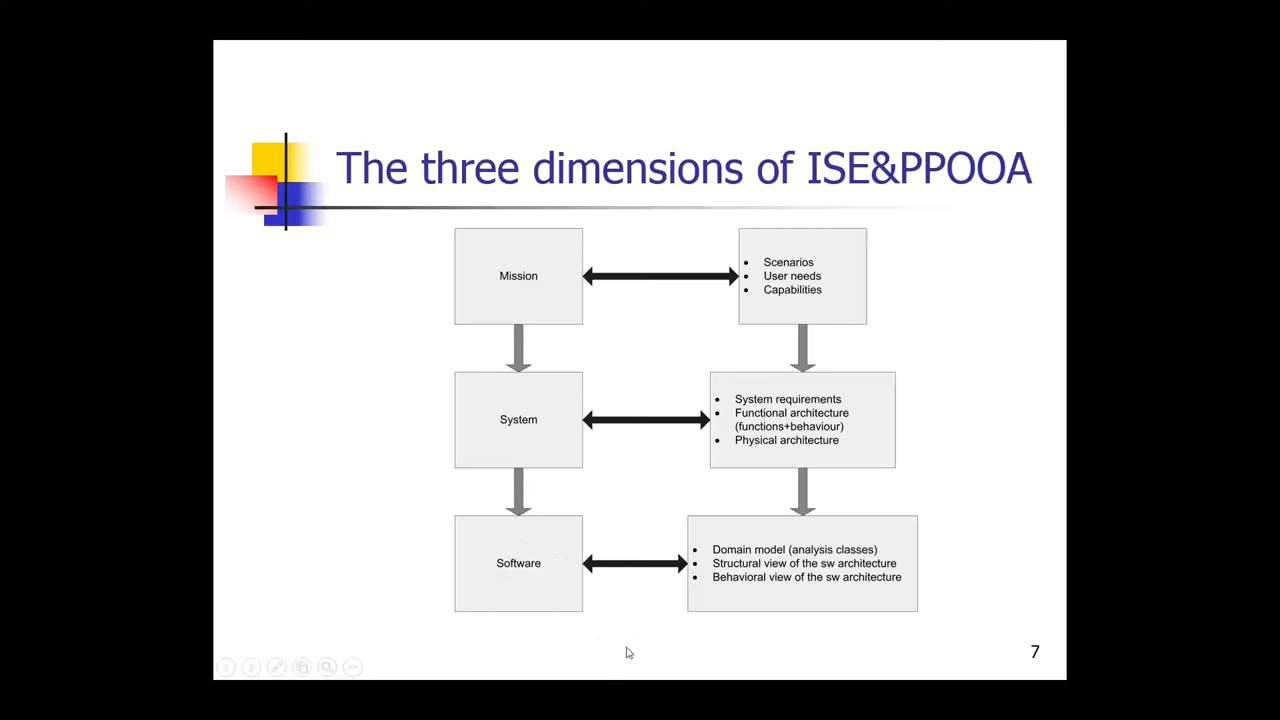 The three dimensions of ISE&PPOOA
Mission
• Scenarios
• User needs
• Capabilities
System
• System requirements
• Functional architecture
(functions+behaviour)
• Physical architecture
Software
• Domain model (analysis classes)
• Structural view of the sw architecture
• Behavioral view of the sw architecture
7